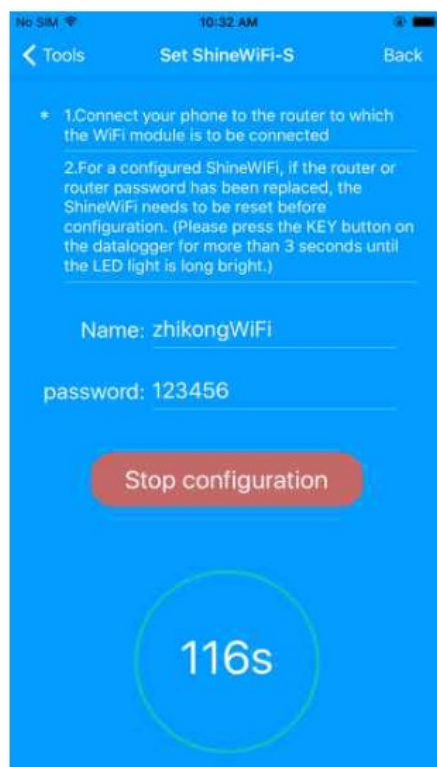 No SIM 10:32 AM
Tools Set ShineWiFi-S Back
* 1.Connect your phone to the router to which
the WiFi module is to be connected
2.For a configured ShineWiFi, if the router or
router password has been replaced, the
ShineWiFi needs to be reset before
configuration. (Please press the KEY button on
the datalogger for more than 3 seconds until
the LED light is long bright.)
Name: zhikongWiFi
password: 123456
Stop configuration
116s